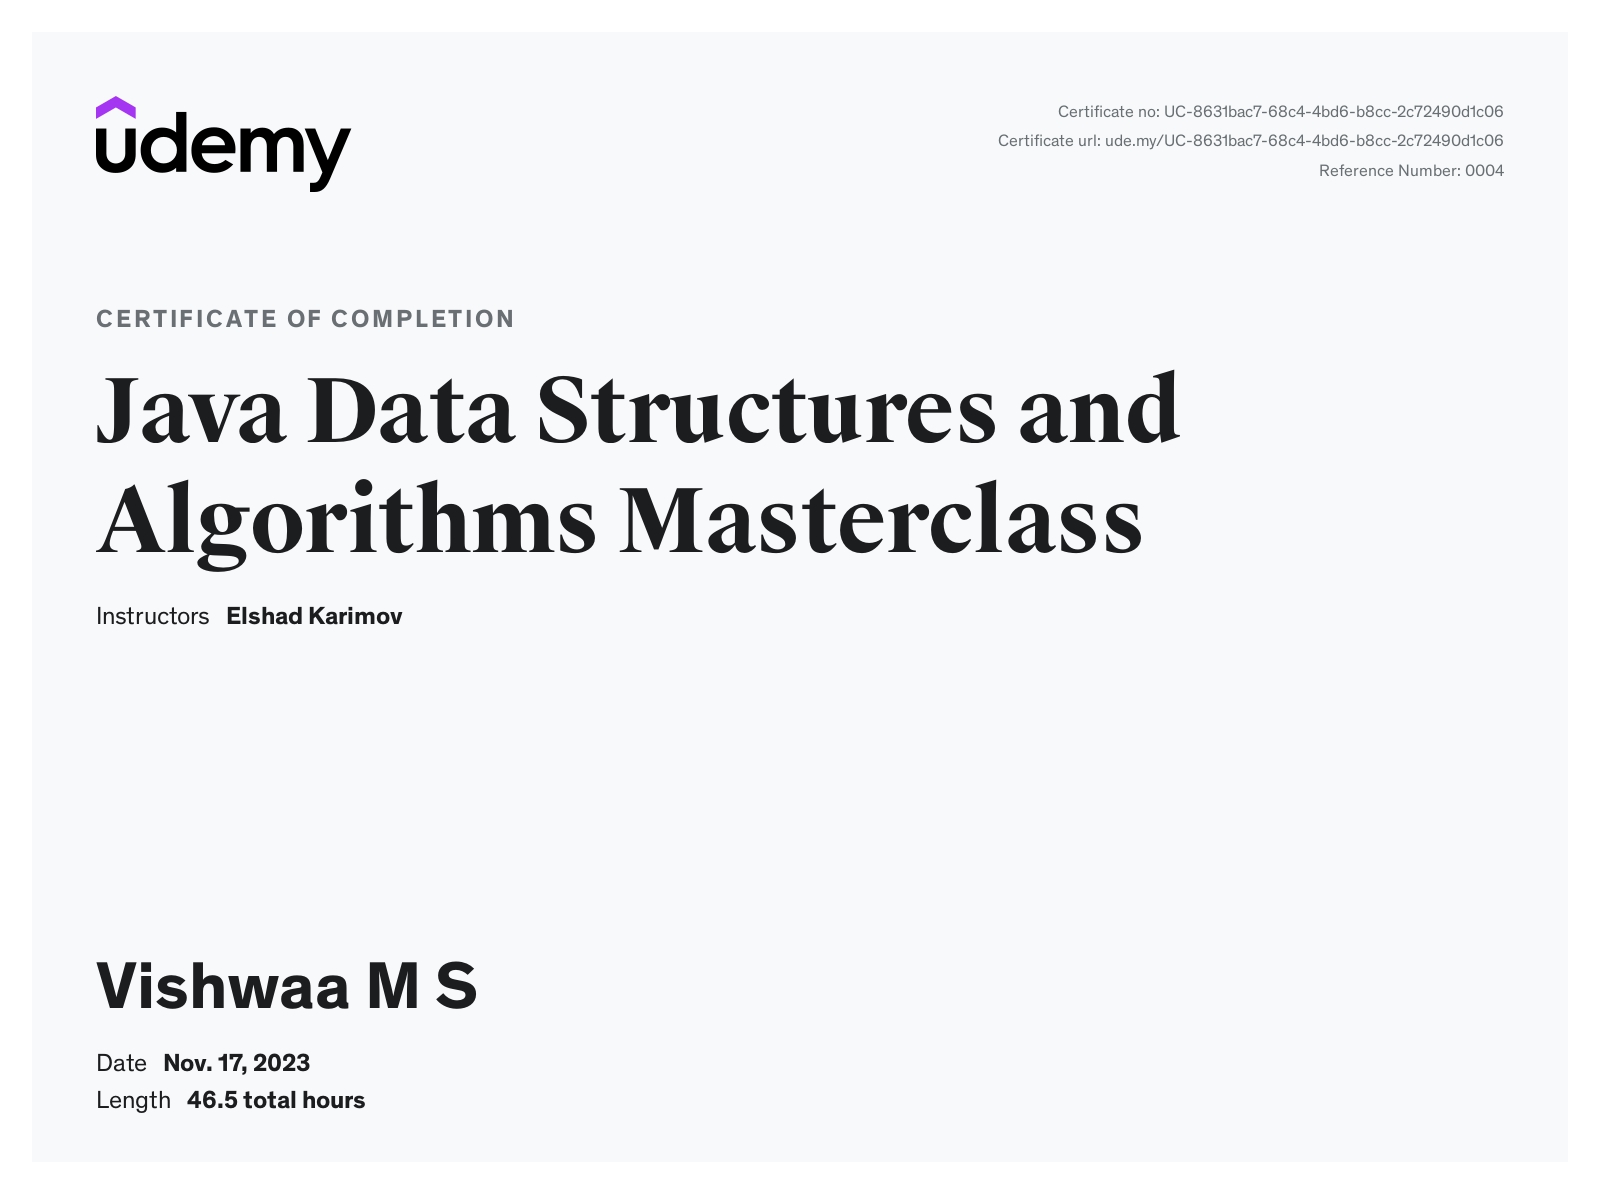 udemy
Certificate no: UC-8631bac7-68c4-4bd6-b8cc-2c72490d1c06
Certificate url: ude.my/UC-8631bac7-68c4-4bd6-b8cc-2c72490d1c06
Reference Number: 0004
CERTIFICATE OF COMPLETION
Java Data Structures and
Algorithms Masterclass
Instructors Elshad Karimov
Vishwaa M S
Date Nov. 17, 2023
Length 46.5 total hours